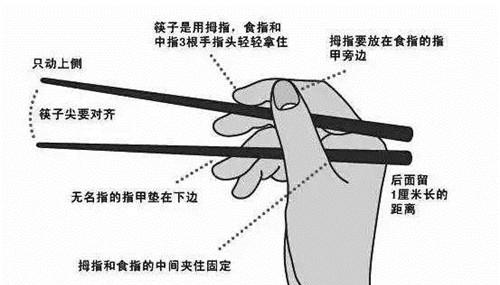 筷子是用拇指，食指和
中指3根手指头轻轻拿住
拇指要放在食指的指
甲旁边
只动上侧
筷子尖要对齐
无名指的指甲垫在下边
后面留
1厘米长的
距离
拇指和食指的中间夹住固定